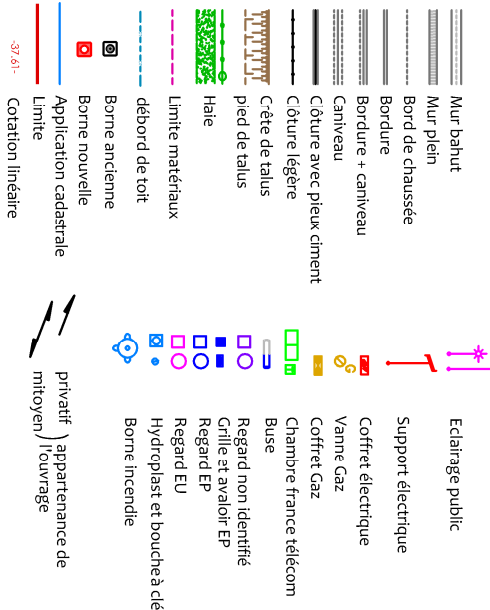 Mur bahut
Mur plein
Bord de chaussée
Bordure
Bordure + caniveau
Caniveau
Clôture avec pieux ciment
Clôture légère
Crête de talus
pied de talus
Haie
Limite matériaux
débord de toit
Borne ancienne
Borne nouvelle
Application cadastrale
Limite
-37.61-
Cotation linéaire
Eclairage public
Support électrique
Coffret électrique
G
Vanne Gaz
Coffret Gaz
Chambre france télécom
Buse
Regard non identifié
Grille et avaloir EP
Regard EP
Regard EU
Hydroplast et bouche à clé
Borne incendie
privatif ) appartenance de
mitoyen ) l'ouvrage